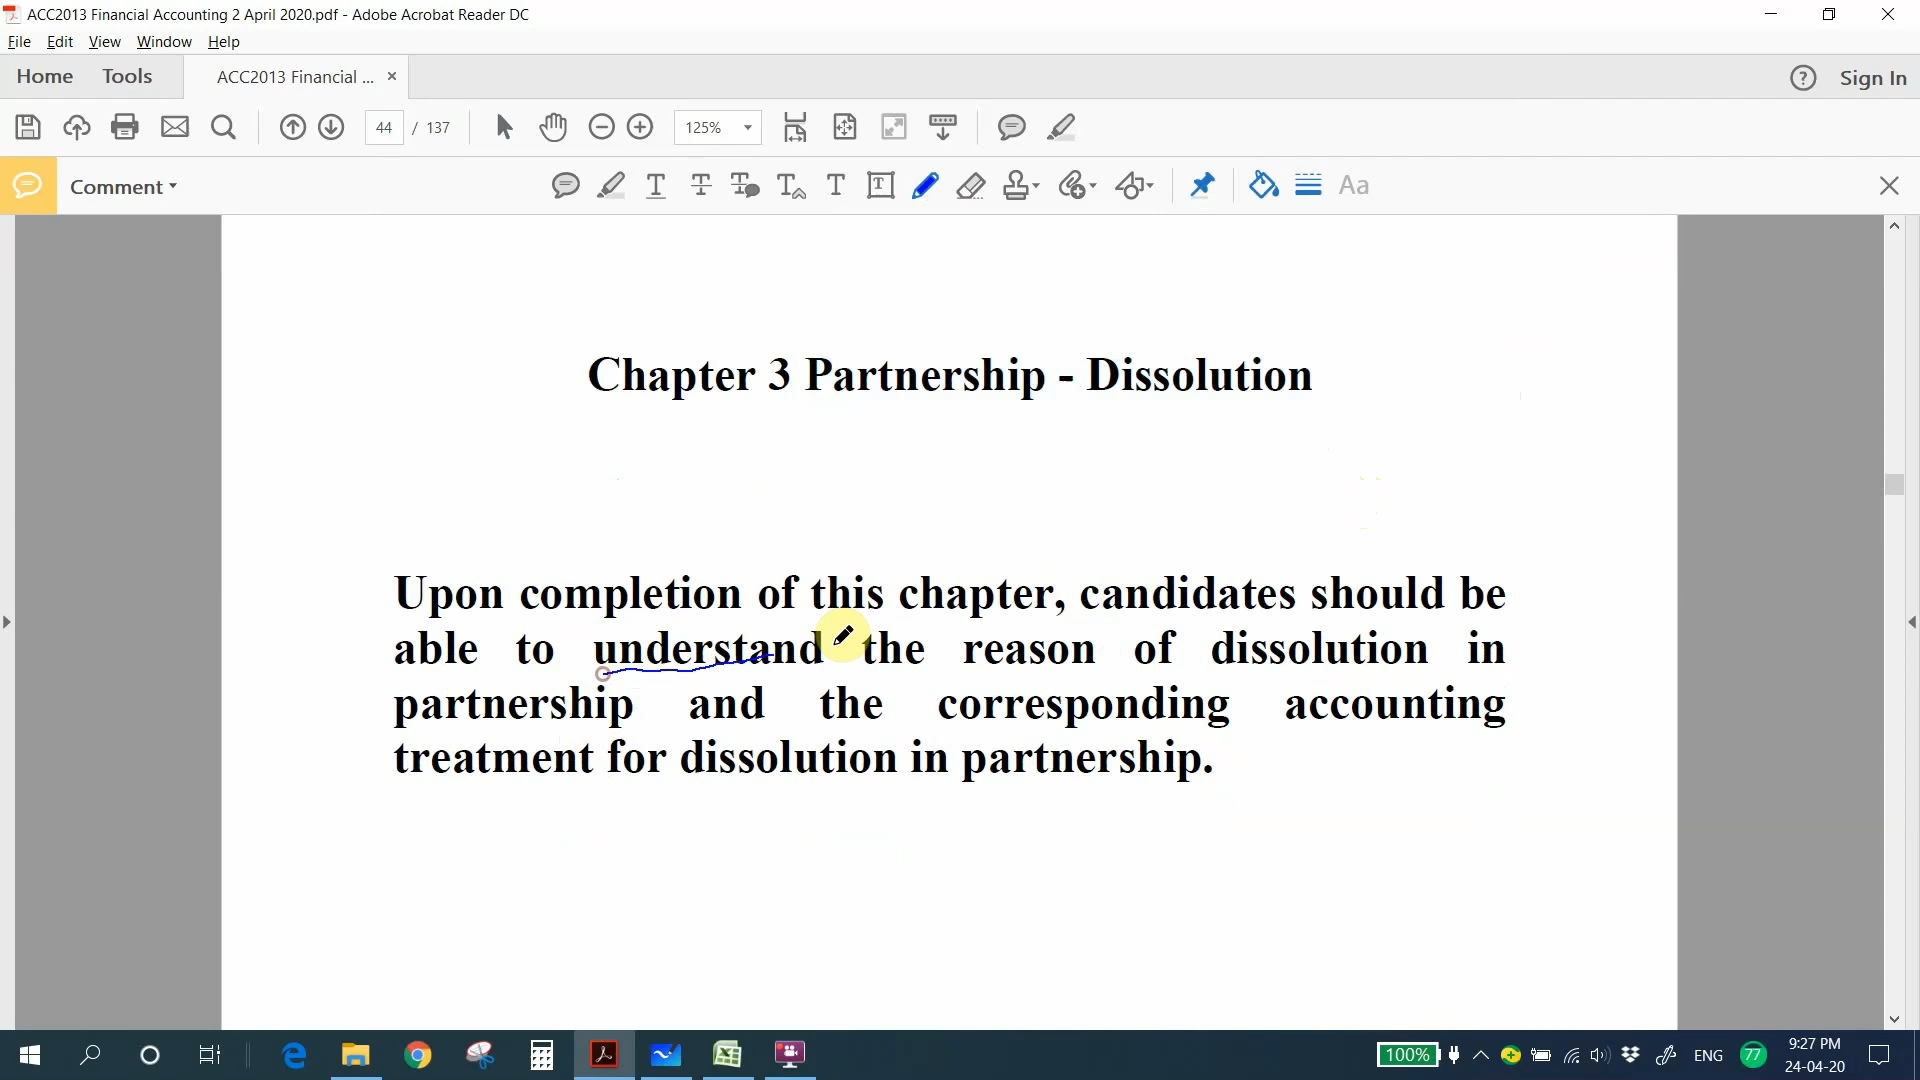 ACC2013 Financial Accounting 2 April 2020.pdf - Adobe Acrobat Reader DC
File Edit View Window Help
Home Tools ACC2013 Financial ... × ? Sign In
44 / 137 125%
Comment T T T T T Aa
Chapter 3 Partnership - Dissolution
Upon completion of this chapter, candidates should be
able to understand the reason of dissolution in
partnership and the corresponding accounting
treatment for dissolution in partnership.
100% ENG 77 9:27 PM
24-04-20